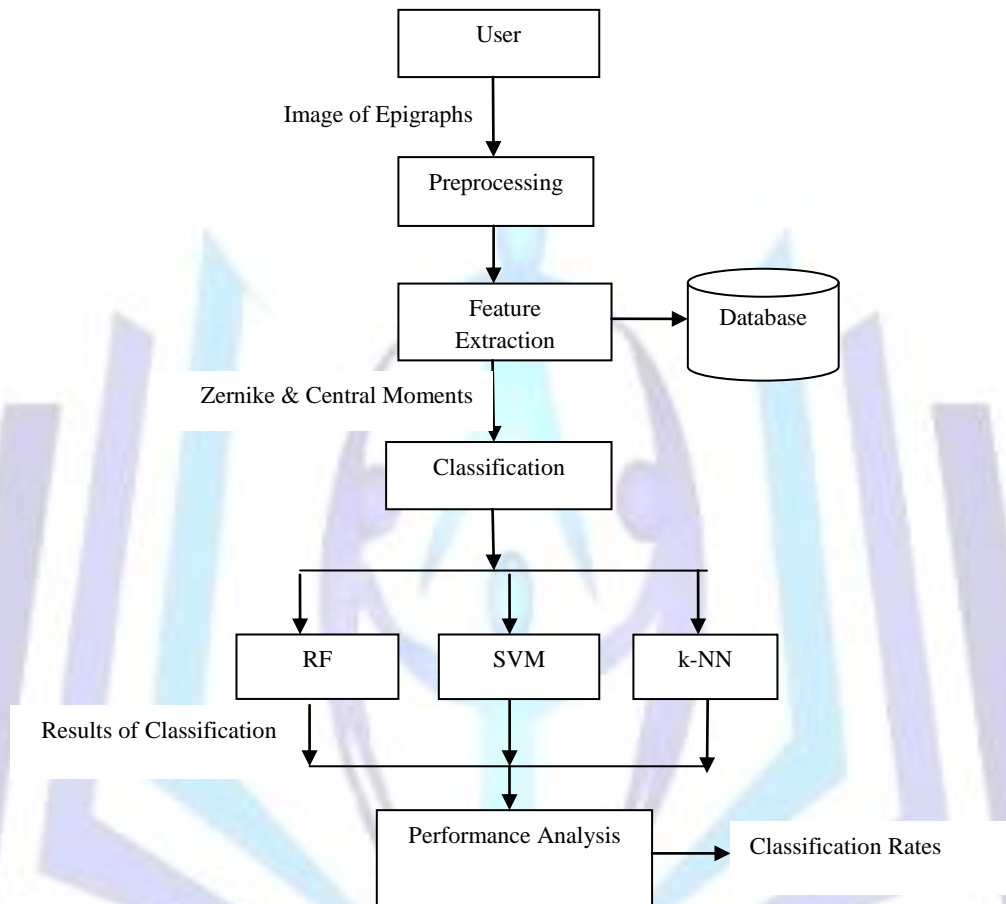 User
Image of Epigraphs
Preprocessing
Feature
Extraction
Database
Zernike & Central Moments
Classification
RF
SVM
k-NN
Results of Classification
Performance Analysis
Classification Rates